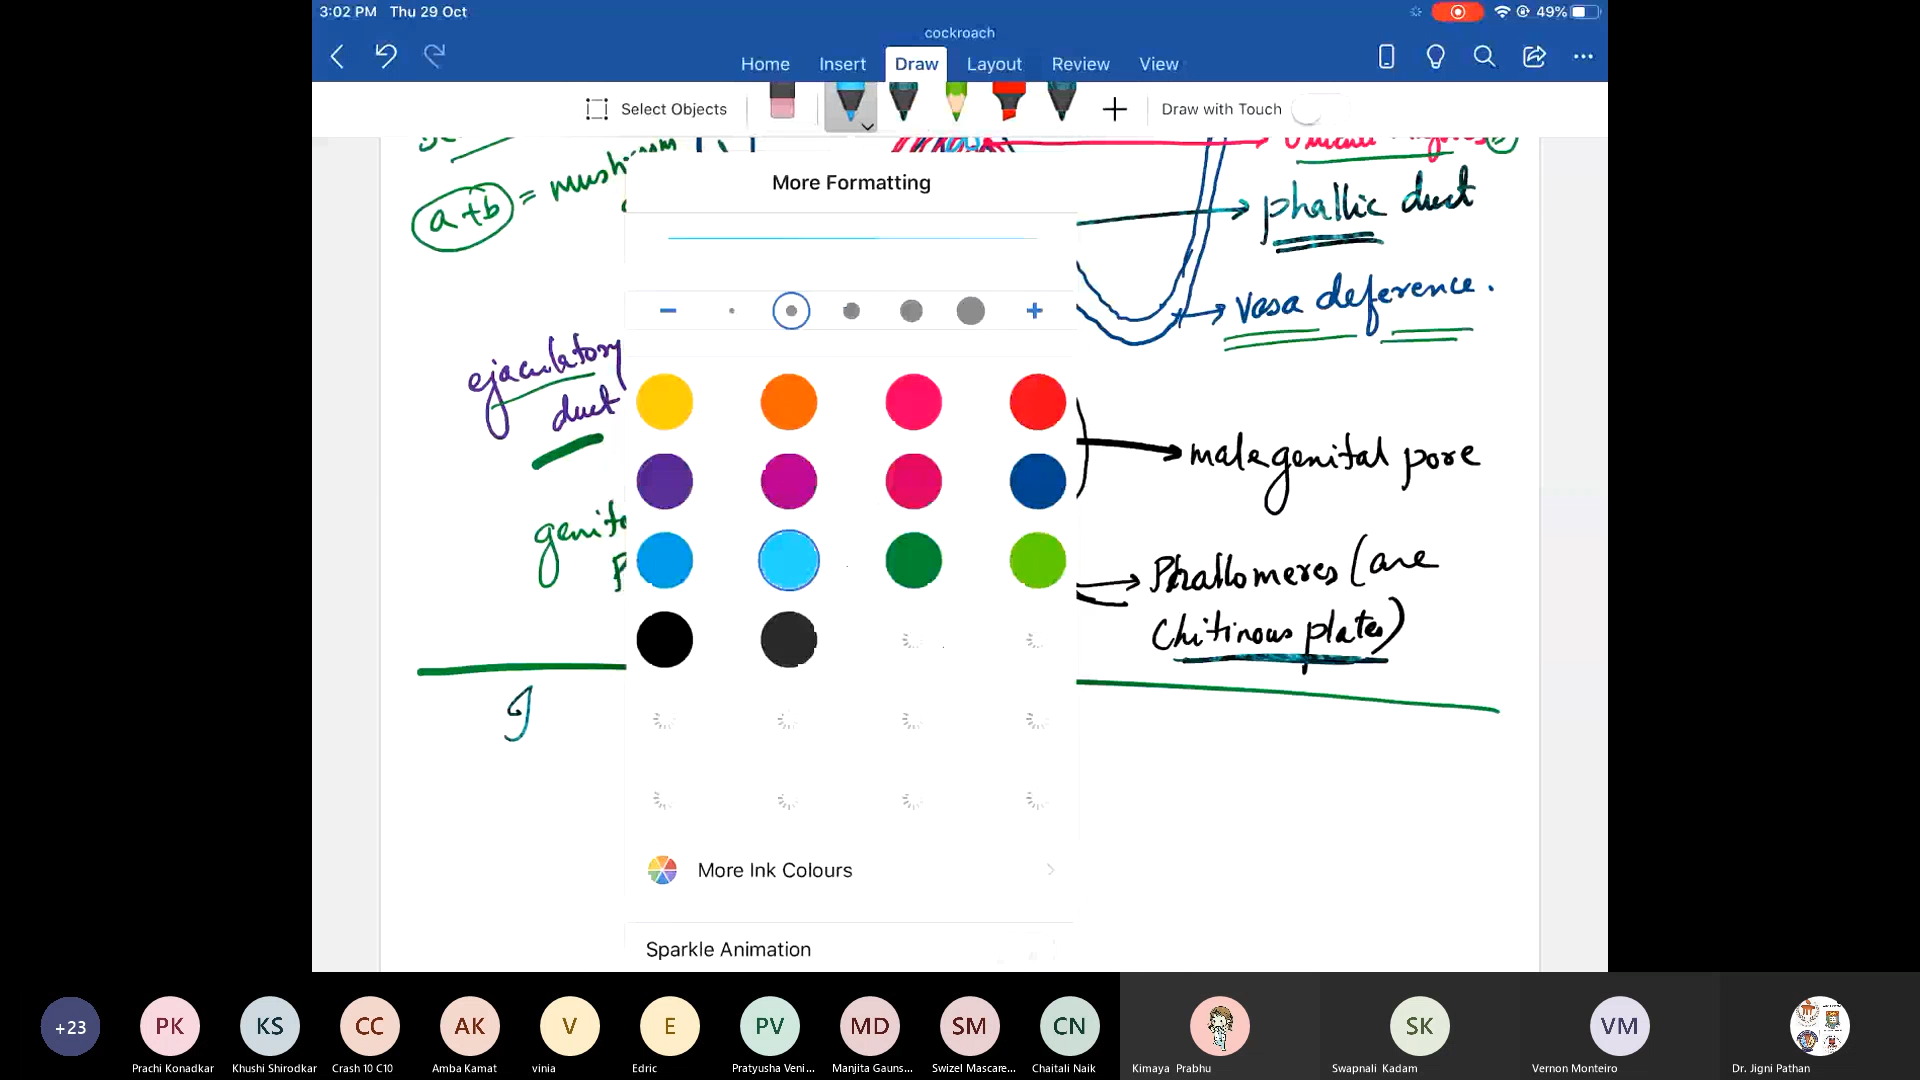 3:02 PM Thu 29 Oct
49%
cockroach
Home Insert Draw Layout Review View
Select Objects
Draw with Touch
a+b = mush
More Formatting
phallic duct
vasa deference.
ejaculatory
duct
male genital pore
Phallomeres (are
Chitinous plates)
More Ink Colours
Sparkle Animation
+23
PK
KS
CC
AK
V
E
PV
MD
SM
CN
SK
VM
Prachi Konadkar
Khushi Shirodkar
Crash 10 C10
Amba Kamat
vinia
Edric
Pratyusha Veni...
Manjita Gauns...
Swizel Mascare...
Chaitali Naik
Kimaya Prabhu
Swapnali Kadam
Vernon Monteiro
Dr. Jigni Pathan